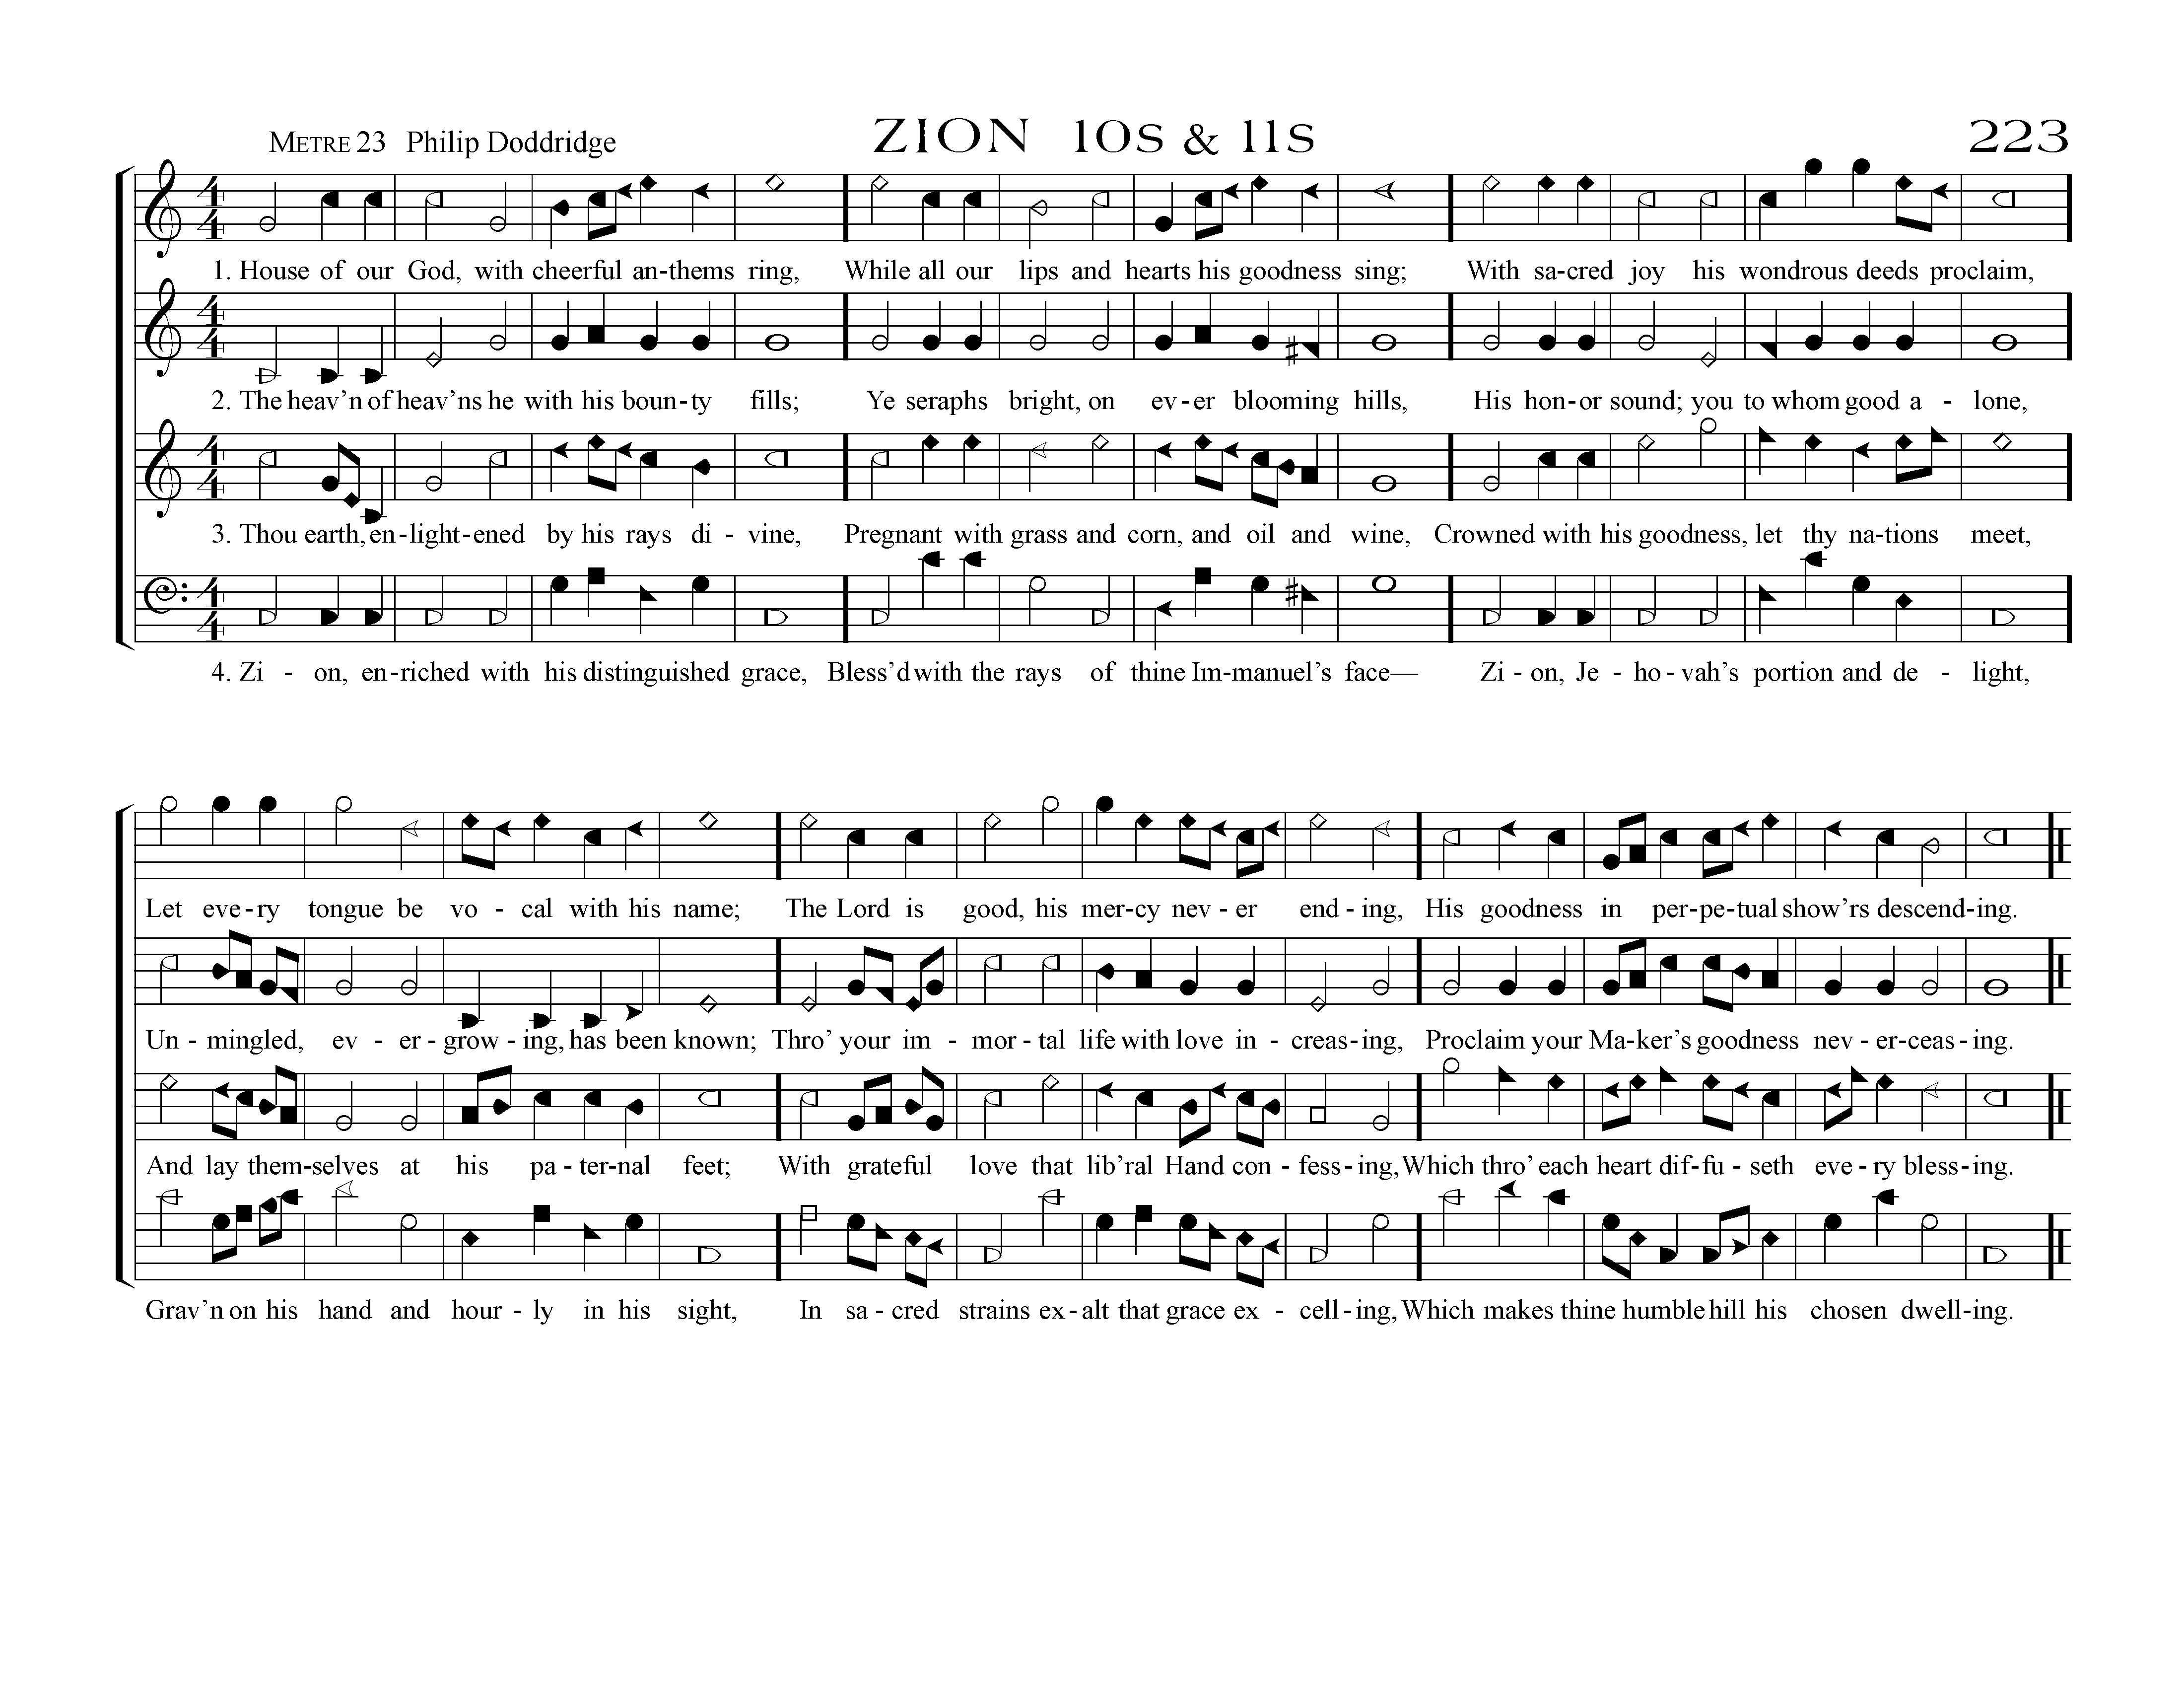 METRE 23 Philip Doddridge ZION 10S & 11S 223
1. House of our God, with cheerful an-thems ring, While all our lips and hearts his goodness sing; With sa-cred joy his wondrous deeds proclaim,
2. The heav'n of heav'ns he with his boun-ty fills; Ye seraphs bright, on ev-er blooming hills, His hon-or sound; you to whom good a - lone,
3. Thou earth, en-light-ened by his rays di - vine, Pregnant with grass and corn, and oil and wine, Crowned with his goodness, let thy na-tions meet,
4. Zi - on, en-riched with his distinguished grace, Bless'd with the rays of thine Im-manuel's face— Zi - on, Je - ho - vah's portion and de - light,
Let eve-ry tongue be vo - cal with his name; The Lord is good, his mer-cy nev - er end - ing, His goodness in per-pe-tual show'rs descend-ing.
Un - mingled, ev - er - grow - ing, has been known; Thro' your im - mor - tal life with love in - creas-ing, Proclaim your Ma-ker's goodness nev - er-ceas - ing.
And lay them-selves at his pa - ter-nal feet; With grateful love that lib'ral Hand con - fess - ing, Which thro' each heart dif-fu - seth eve - ry bless-ing.
Grav'n on his hand and hour - ly in his sight, In sa - cred strains ex - alt that grace ex - cell - ing, Which makes thine humble hill his chosen dwell-ing.